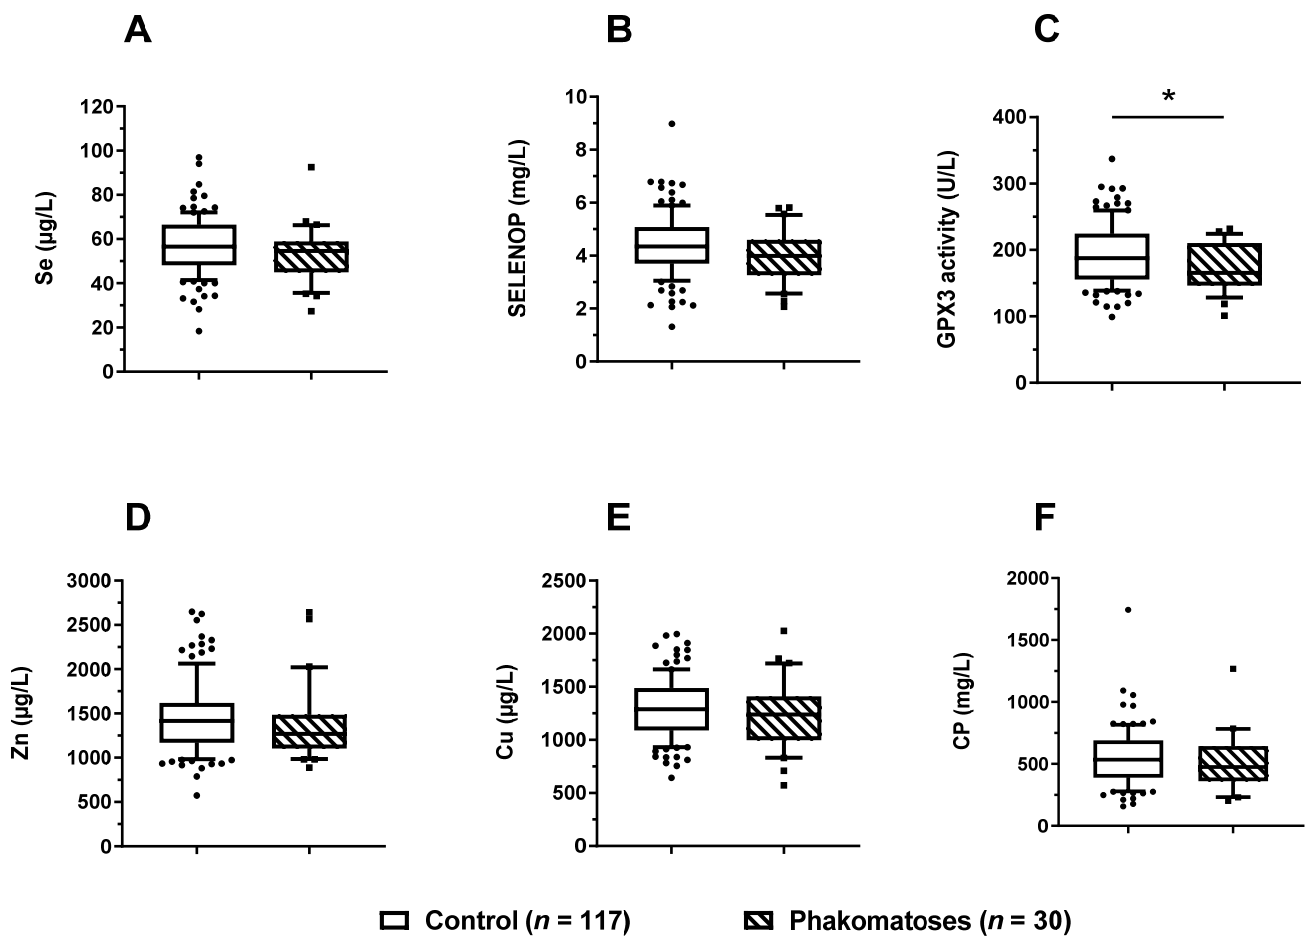 A
120
100
80
60
40
20
0
Se (µg/L)
B
10
8
6
4
2
0
SELENOP (mg/L)
C
*
400
300
200
100
0
GPX3 activity (U/L)
D
3000
2500
2000
1500
1000
500
0
Zn (µg/L)
E
2500
2000
1500
1000
500
0
Cu (µg/L)
F
2000
1500
1000
500
0
CP (mg/L)
Control (n = 117)
Phakomatoses (n = 30)